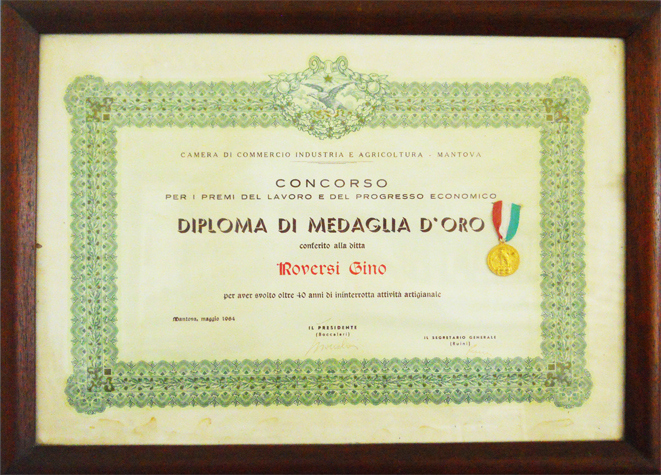 CAMERA DI COMMERCIO INDUSTRIA E AGRICOLTURA - MANTOVA
CONCORSO
PER I PREMI DEL LAVORO E DEL PROGRESSO ECONOMICO
DIPLOMA DI MEDAGLIA D'ORO
conferito alla ditta
Roversi Gino
per aver svolto oltre 40 anni di ininterrotta attività artigianale
Mantova, maggio 1964
IL PRESIDENTE
IL SEGRETARIO GENERALE